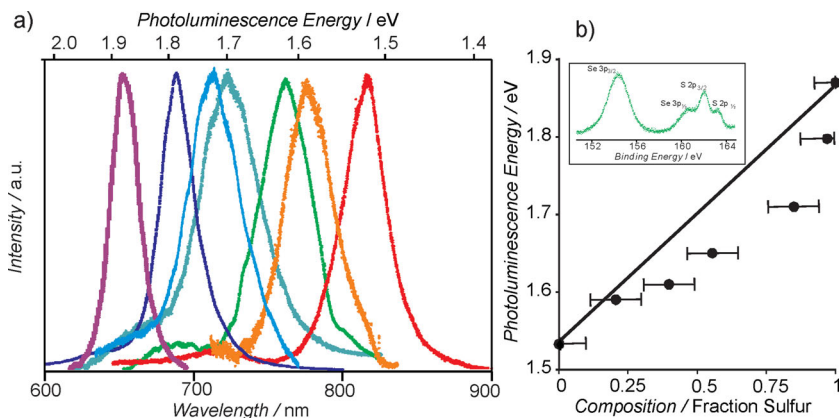 a)
Photoluminescence Energy / eV
2.0 1.9 1.8 1.7 1.6 1.5 1.4
Intensity / a.u.
600 700 800 900
Wavelength / nm
b)
Photoluminescence Energy / eV
1.9
1.8
1.7
1.6
1.5
Se 3p3/2
Se 3p½
S 2p3/2
S 2p½
152 156 160 164
Binding Energy / eV
0 0.25 0.5 0.75 1
Composition / Fraction Sulfur